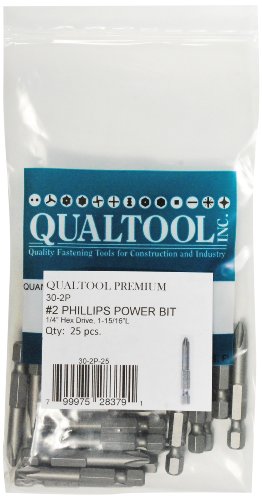 QUALTOOL INC.
Quality Fastening Tools for Construction and Industry
QUAN
QUALTOOL PREMIUM
30-2P
#2 PHILLIPS POWER BIT
1/4" Hex Drive, 1-15/16"L
Qty: 25 pcs.
30-2P-25
7 99975 28379 1